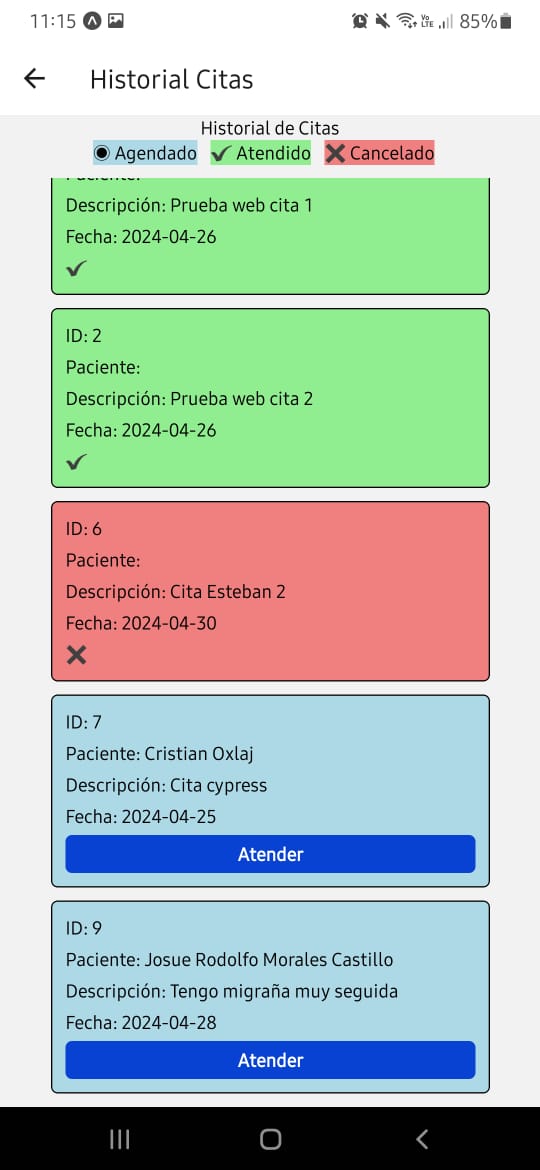 11:15 Vo LTE 85%
Historial Citas
Historial de Citas
Agendado Atendido Cancelado
Paciente:
Descripción: Prueba web cita 1
Fecha: 2024-04-26
ID: 2
Paciente:
Descripción: Prueba web cita 2
Fecha: 2024-04-26
ID: 6
Paciente:
Descripción: Cita Esteban 2
Fecha: 2024-04-30
ID: 7
Paciente: Cristian Oxlaj
Descripción: Cita cypress
Fecha: 2024-04-25
Atender
ID: 9
Paciente: Josue Rodolfo Morales Castillo
Descripción: Tengo migraña muy seguida
Fecha: 2024-04-28
Atender